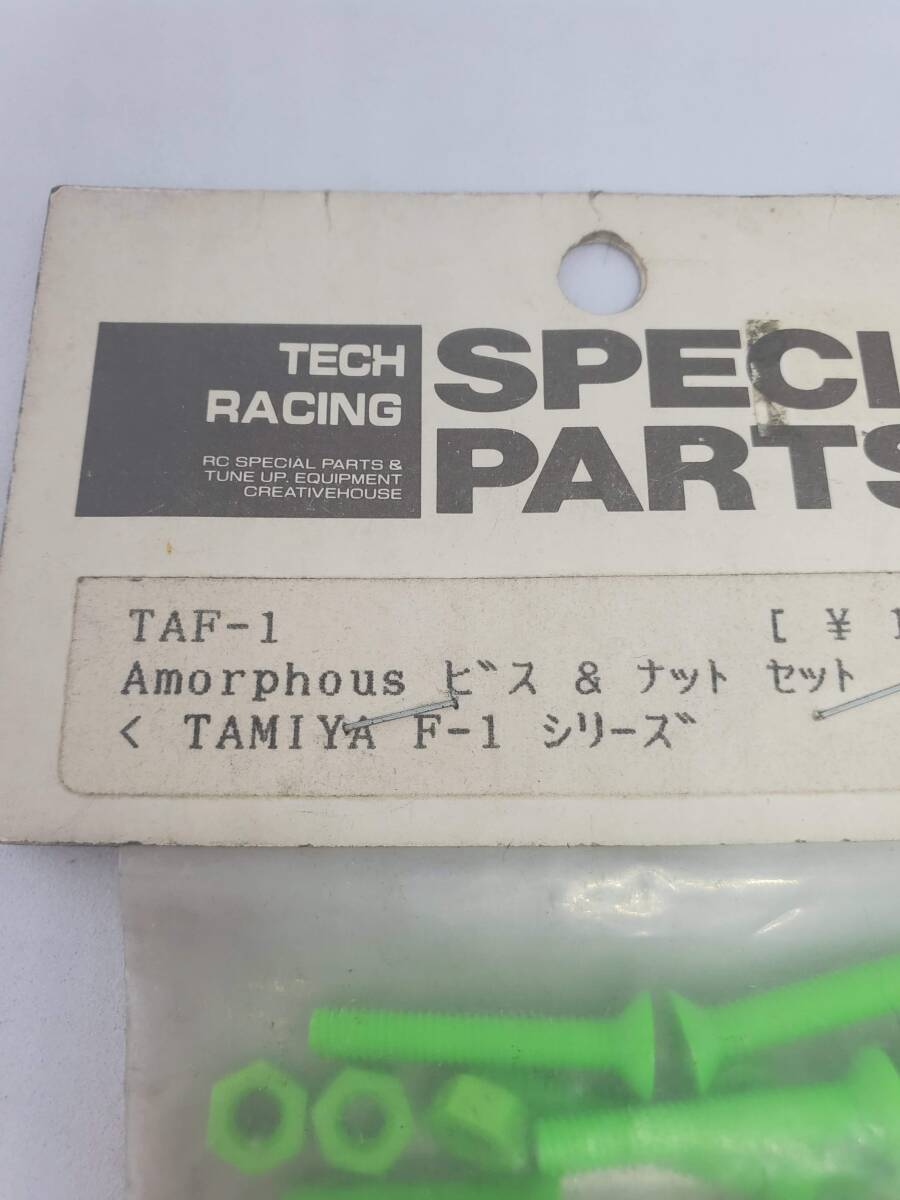 TECH
RACING
RC SPECIAL PARTS &
TUNE UP. EQUIPMENT
CREATIVEHOUSE
SPECI
PARTS
TAF-1 [ ¥ 1
Amorphous ビス & ナット セット
< TAMIYA F-1 シリーズ